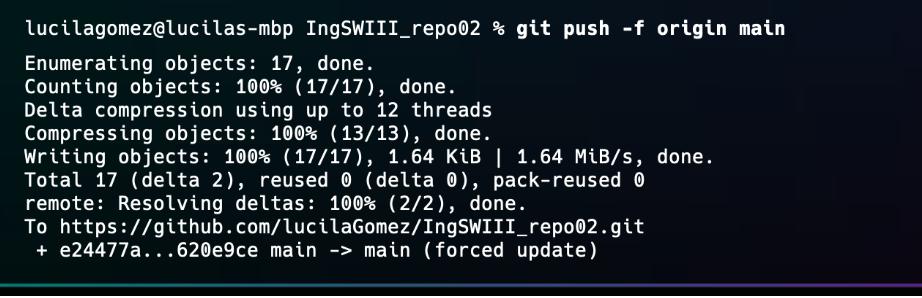 lucilagomez@lucilas-mbp IngSWIII_repo02 % git push -f origin main
Enumerating objects: 17, done.
Counting objects: 100% (17/17), done.
Delta compression using up to 12 threads
Compressing objects: 100% (13/13), done.
Writing objects: 100% (17/17), 1.64 KiB | 1.64 MiB/s, done.
Total 17 (delta 2), reused 0 (delta 0), pack-reused 0
remote: Resolving deltas: 100% (2/2), done.
To https://github.com/lucilaGomez/IngSWIII_repo02.git
 + e24477a...620e9ce main -> main (forced update)